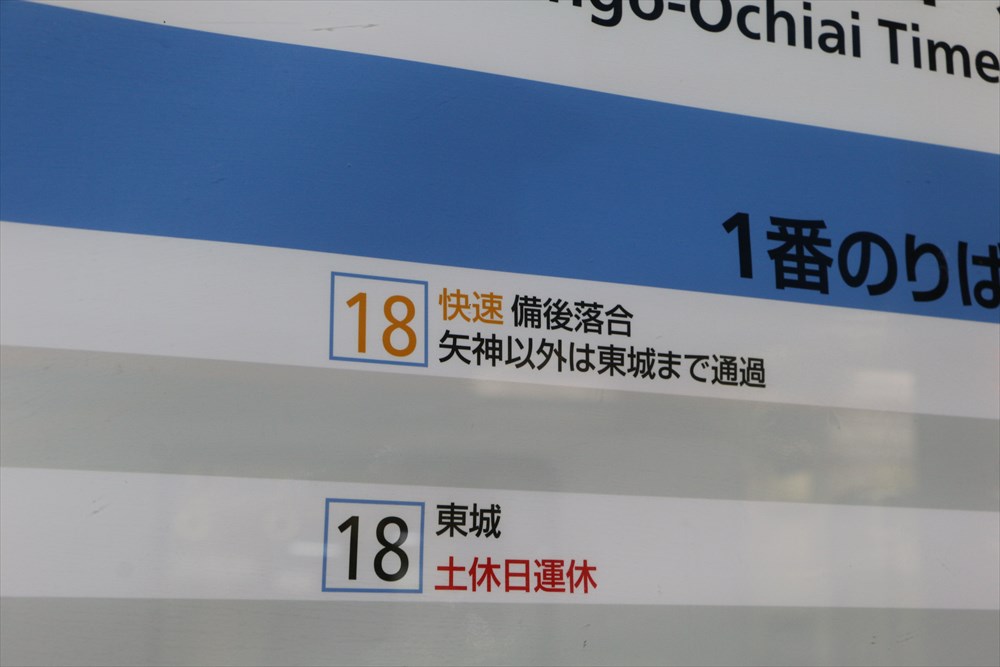 ngo-Ochiai Time
1番のりば
18 快速 備後落合
矢神以外は東城まで通過
18 東城
土休日運休